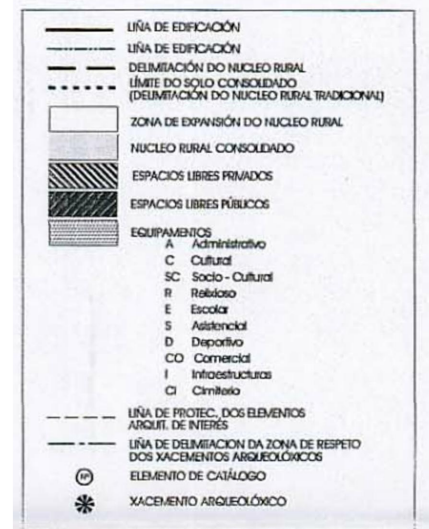 LIÑA DE EDIFICACIÓN
LIÑA DE EDIFICACIÓN
DELIMITACIÓN DO NUCLEO RURAL
LÍMITE DO SOLO CONSOLIDADO
(DELIMITACIÓN DO NUCLEO RURAL TRADICIONAL)
ZONA DE EXPANSIÓN DO NUCLEO RURAL
NUCLEO RURAL CONSOLIDADO
ESPACIOS LIBRES PRIVADOS
ESPACIOS LIBRES PÚBLICOS
EQUIPAMENTOS
A Administrativo
C Cultural
SC Socio - Cultural
R Relixioso
E Escolar
S Asistencial
D Deportivo
CO Comercial
I Infraestructuras
CI Cimiterio
LIÑA DE PROTEC. DOS ELEMENTOS
ARQUIT. DE INTERÉS
LIÑA DE DELIMITACION DA ZONA DE RESPETO
DOS XACEMENTOS ARQUEOLÓXICOS
Nº ELEMENTO DE CATÁLOGO
XACEMENTO ARQUEOLÓXICO